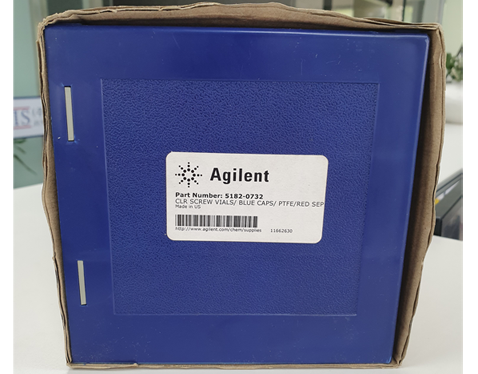 Agilent
Part Number: 5182-0732
CLR SCREW VIALS/ BLUE CAPS/ PTFE/RED SEP
Made in US
http://www.agilent.com/chem/supplies 11862630